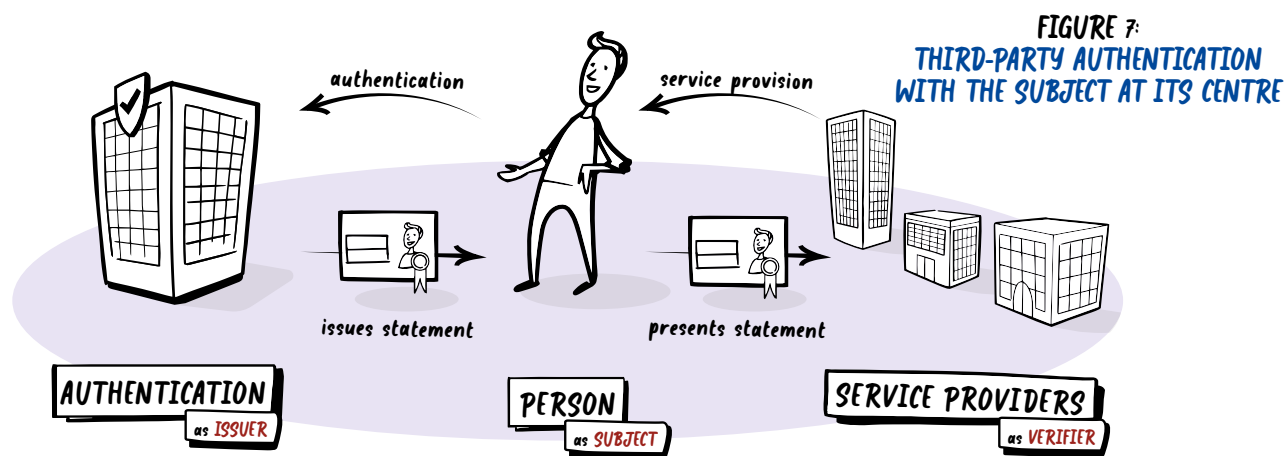 FIGURE 7:
THIRD-PARTY AUTHENTICATION
WITH THE SUBJECT AT ITS CENTRE
authentication
service provision
issues statement
presents statement
AUTHENTICATION
as ISSUER
PERSON
as SUBJECT
SERVICE PROVIDERS
as VERIFIER